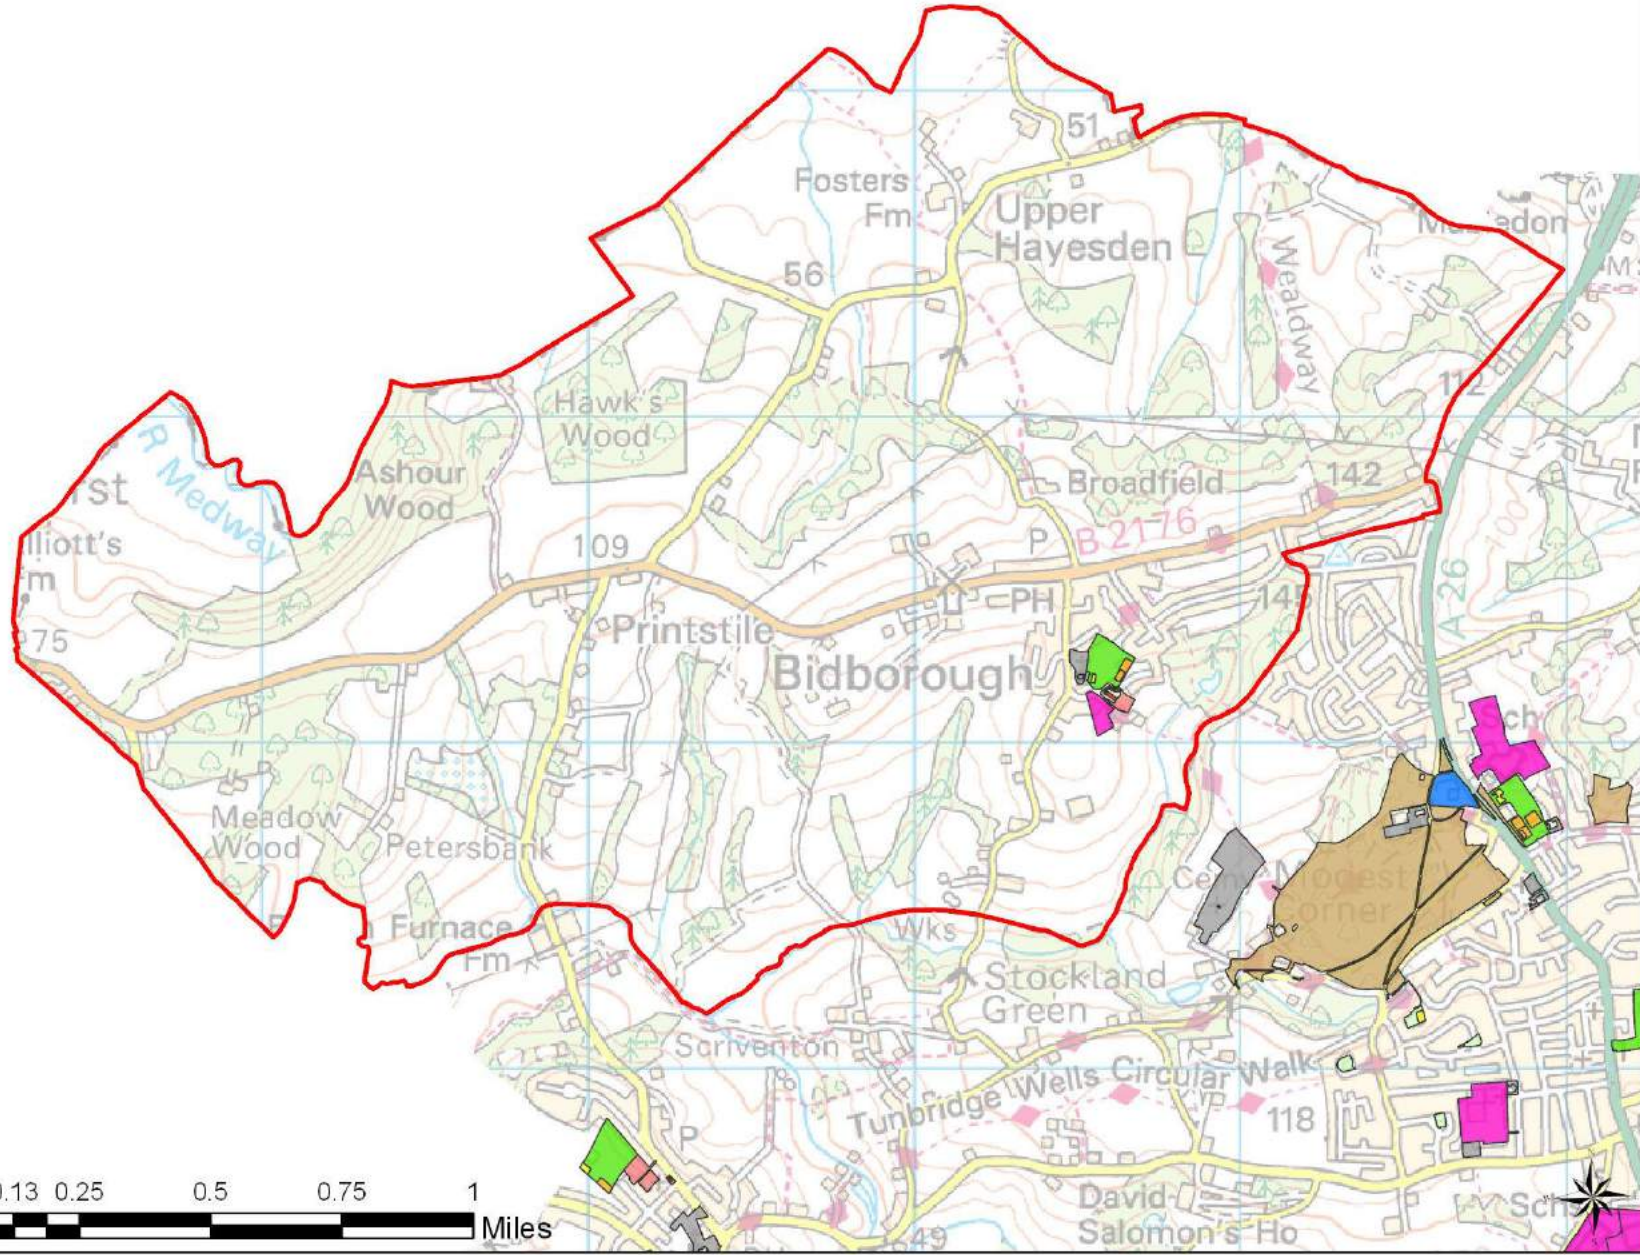 51
Fosters
Fm
Upper
Hayesden
Wealdway
56
112
Hawk's
Wood
R Medway
Ashour
Wood
Broadfield
142
B 2176
P
109
PH
145
A 26
75
Printstile
Bidborough
Sch
Meadow
Wood
Petersbank
Furnace
Fm
Wks
Modest
Corner
Stockland
Green
Scriventon
Tunbridge Wells Circular Walk
118
P
David
Salomon's Ho
49
0.25 0.5 0.75 1
Miles